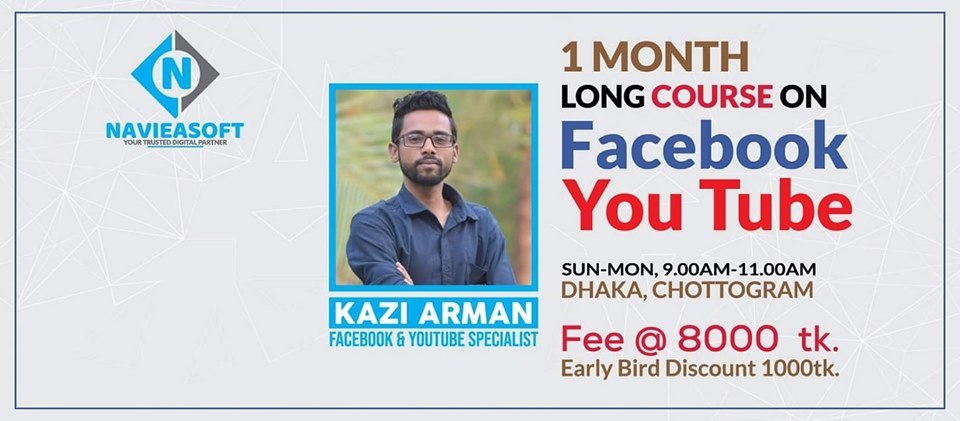 N
NAVIEASOFT
YOUR TRUSTED DIGITAL PARTNER
KAZI ARMAN
FACEBOOK & YOUTUBE SPECIALIST
1 MONTH
LONG COURSE ON
Facebook
You Tube
SUN-MON, 9.00AM-11.00AM
DHAKA, CHOTTOGRAM
Fee @ 8000 tk.
Early Bird Discount 1000tk.